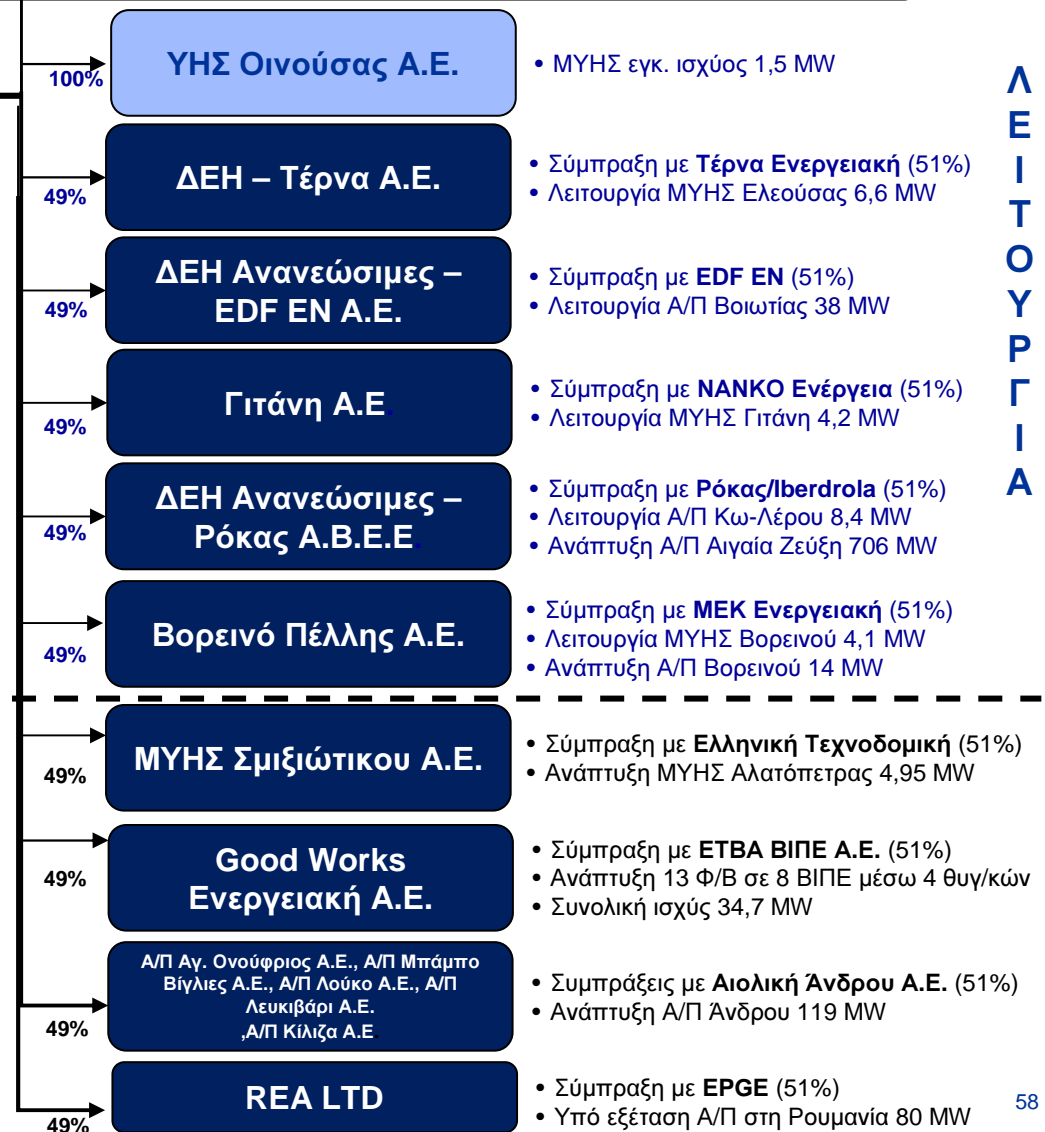 100%
ΥΗΣ Οινούσας Α.Ε.
• ΜΥΗΣ εγκ. ισχύος 1,5 MW
49%
ΔΕΗ – Τέρνα Α.Ε.
• Σύμπραξη με Τέρνα Ενεργειακή (51%)
• Λειτουργία ΜΥΗΣ Ελεούσας 6,6 MW
49%
ΔΕΗ Ανανεώσιμες –
EDF EN Α.Ε.
• Σύμπραξη με EDF EN (51%)
• Λειτουργία Α/Π Βοιωτίας 38 MW
49%
Γιτάνη Α.Ε.
• Σύμπραξη με ΝΑΝΚΟ Ενέργεια (51%)
• Λειτουργία ΜΥΗΣ Γιτάνη 4,2 MW
49%
ΔΕΗ Ανανεώσιμες –
Ρόκας Α.Β.Ε.Ε.
• Σύμπραξη με Ρόκας/Iberdrola (51%)
• Λειτουργία Α/Π Κω-Λέρου 8,4 MW
• Ανάπτυξη Α/Π Αιγαία Ζεύξη 706 MW
49%
Βορεινό Πέλλης Α.Ε.
• Σύμπραξη με ΜΕΚ Ενεργειακή (51%)
• Λειτουργία ΜΥΗΣ Βορεινού 4,1 MW
• Ανάπτυξη Α/Π Βορεινού 14 MW
Λ
Ε
Ι
Τ
Ο
Υ
Ρ
Γ
Ι
Α
49%
ΜΥΗΣ Σμιξιώτικου Α.Ε.
• Σύμπραξη με Ελληνική Τεχνοδομική (51%)
• Ανάπτυξη ΜΥΗΣ Αλατόπετρας 4,95 MW
49%
Good Works
Ενεργειακή Α.Ε.
• Σύμπραξη με ΕΤΒΑ ΒΙΠΕ Α.Ε. (51%)
• Ανάπτυξη 13 Φ/Β σε 8 ΒΙΠΕ μέσω 4 θυγ/κών
• Συνολική ισχύς 34,7 MW
49%
Α/Π Αγ. Ονούφριος Α.Ε., Α/Π Μπάμπο
Βίγλιες Α.Ε., Α/Π Λούκο Α.Ε., Α/Π
Λευκιβάρι Α.Ε.
,Α/Π Κίλιζα Α.Ε.
• Συμπράξεις με Αιολική Άνδρου Α.Ε. (51%)
• Ανάπτυξη Α/Π Άνδρου 119 MW
49%
REA LTD
• Σύμπραξη με EPGE (51%)
• Υπό εξέταση Α/Π στη Ρουμανία 80 MW
58